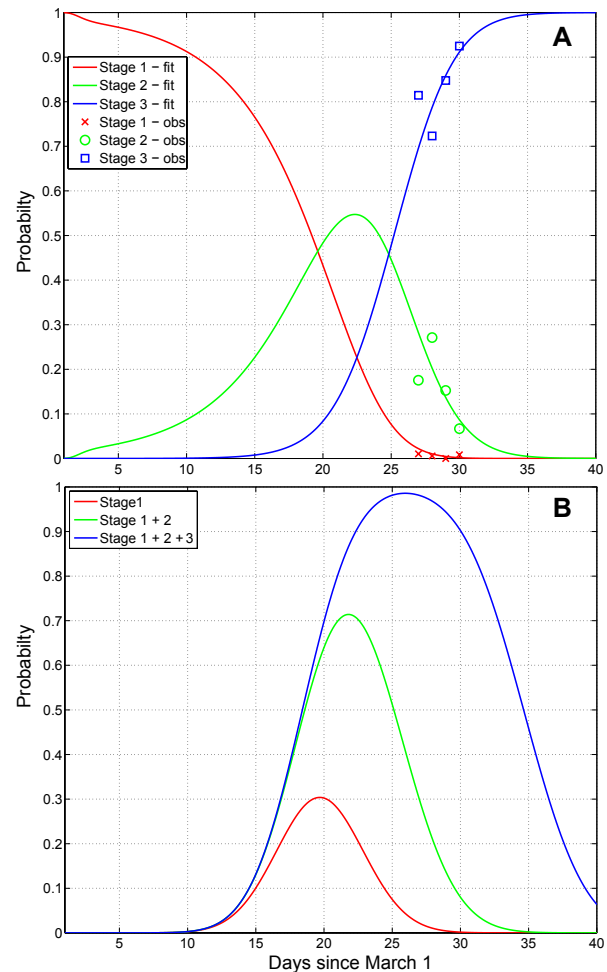 A
1
0.9
0.8
0.7
0.6
0.5
0.4
0.3
0.2
0.1
0
Probabilty
Stage 1 – fit
Stage 2 – fit
Stage 3 – fit
Stage 1 – obs
Stage 2 – obs
Stage 3 – obs
5 10 15 20 25 30 35 40
B
1
0.9
0.8
0.7
0.6
0.5
0.4
0.3
0.2
0.1
0
Probabilty
Stage1
Stage 1 + 2
Stage 1 + 2 + 3
5 10 15 20 25 30 35 40
Days since March 1